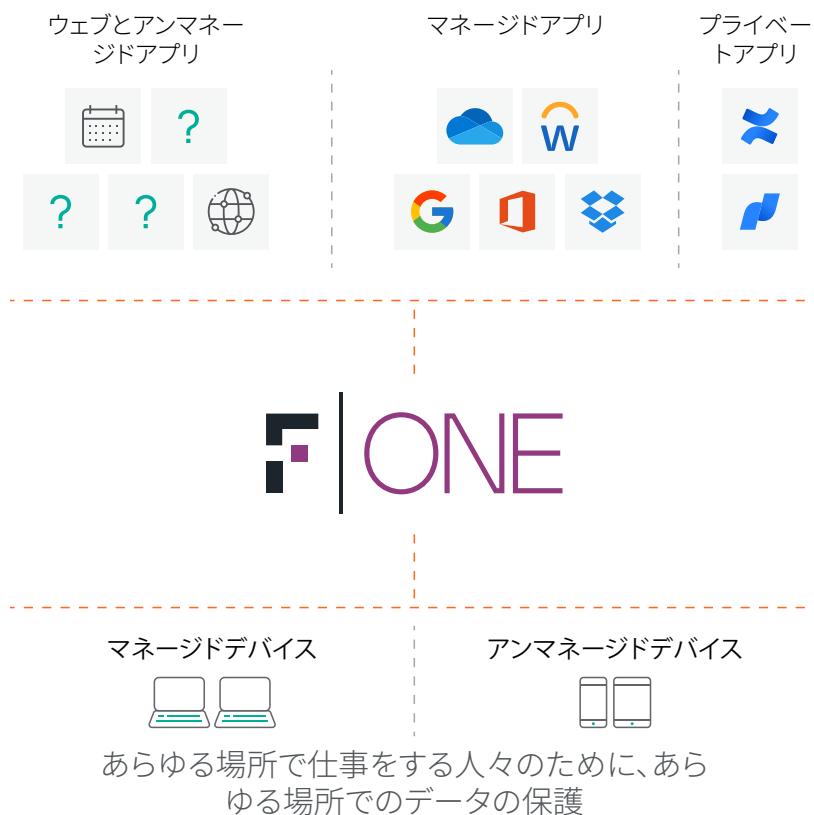 ウェブとアンマネー
ジドアプリ
マネージドアプリ
プライベー
トアプリ
?
W
?
?
G
F|ONE
マネージドデバイス
アンマネージドデバイス
あらゆる場所で仕事をする人々のために、あら
ゆる場所でのデータの保護